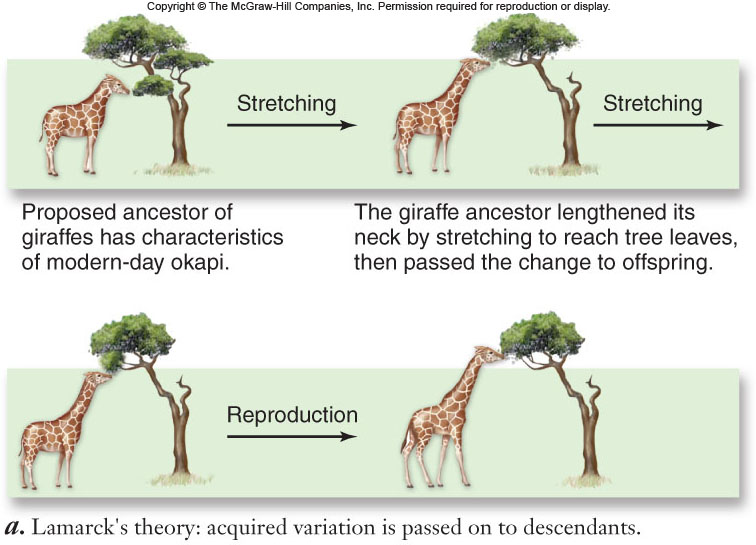 Copyright © The McGraw-Hill Companies, Inc. Permission required for reproduction or display.
Stretching
Stretching
Proposed ancestor of
giraffes has characteristics
of modern-day okapi.
The giraffe ancestor lengthened its
neck by stretching to reach tree leaves,
then passed the change to offspring.
Reproduction
a. Lamarck's theory: acquired variation is passed on to descendants.